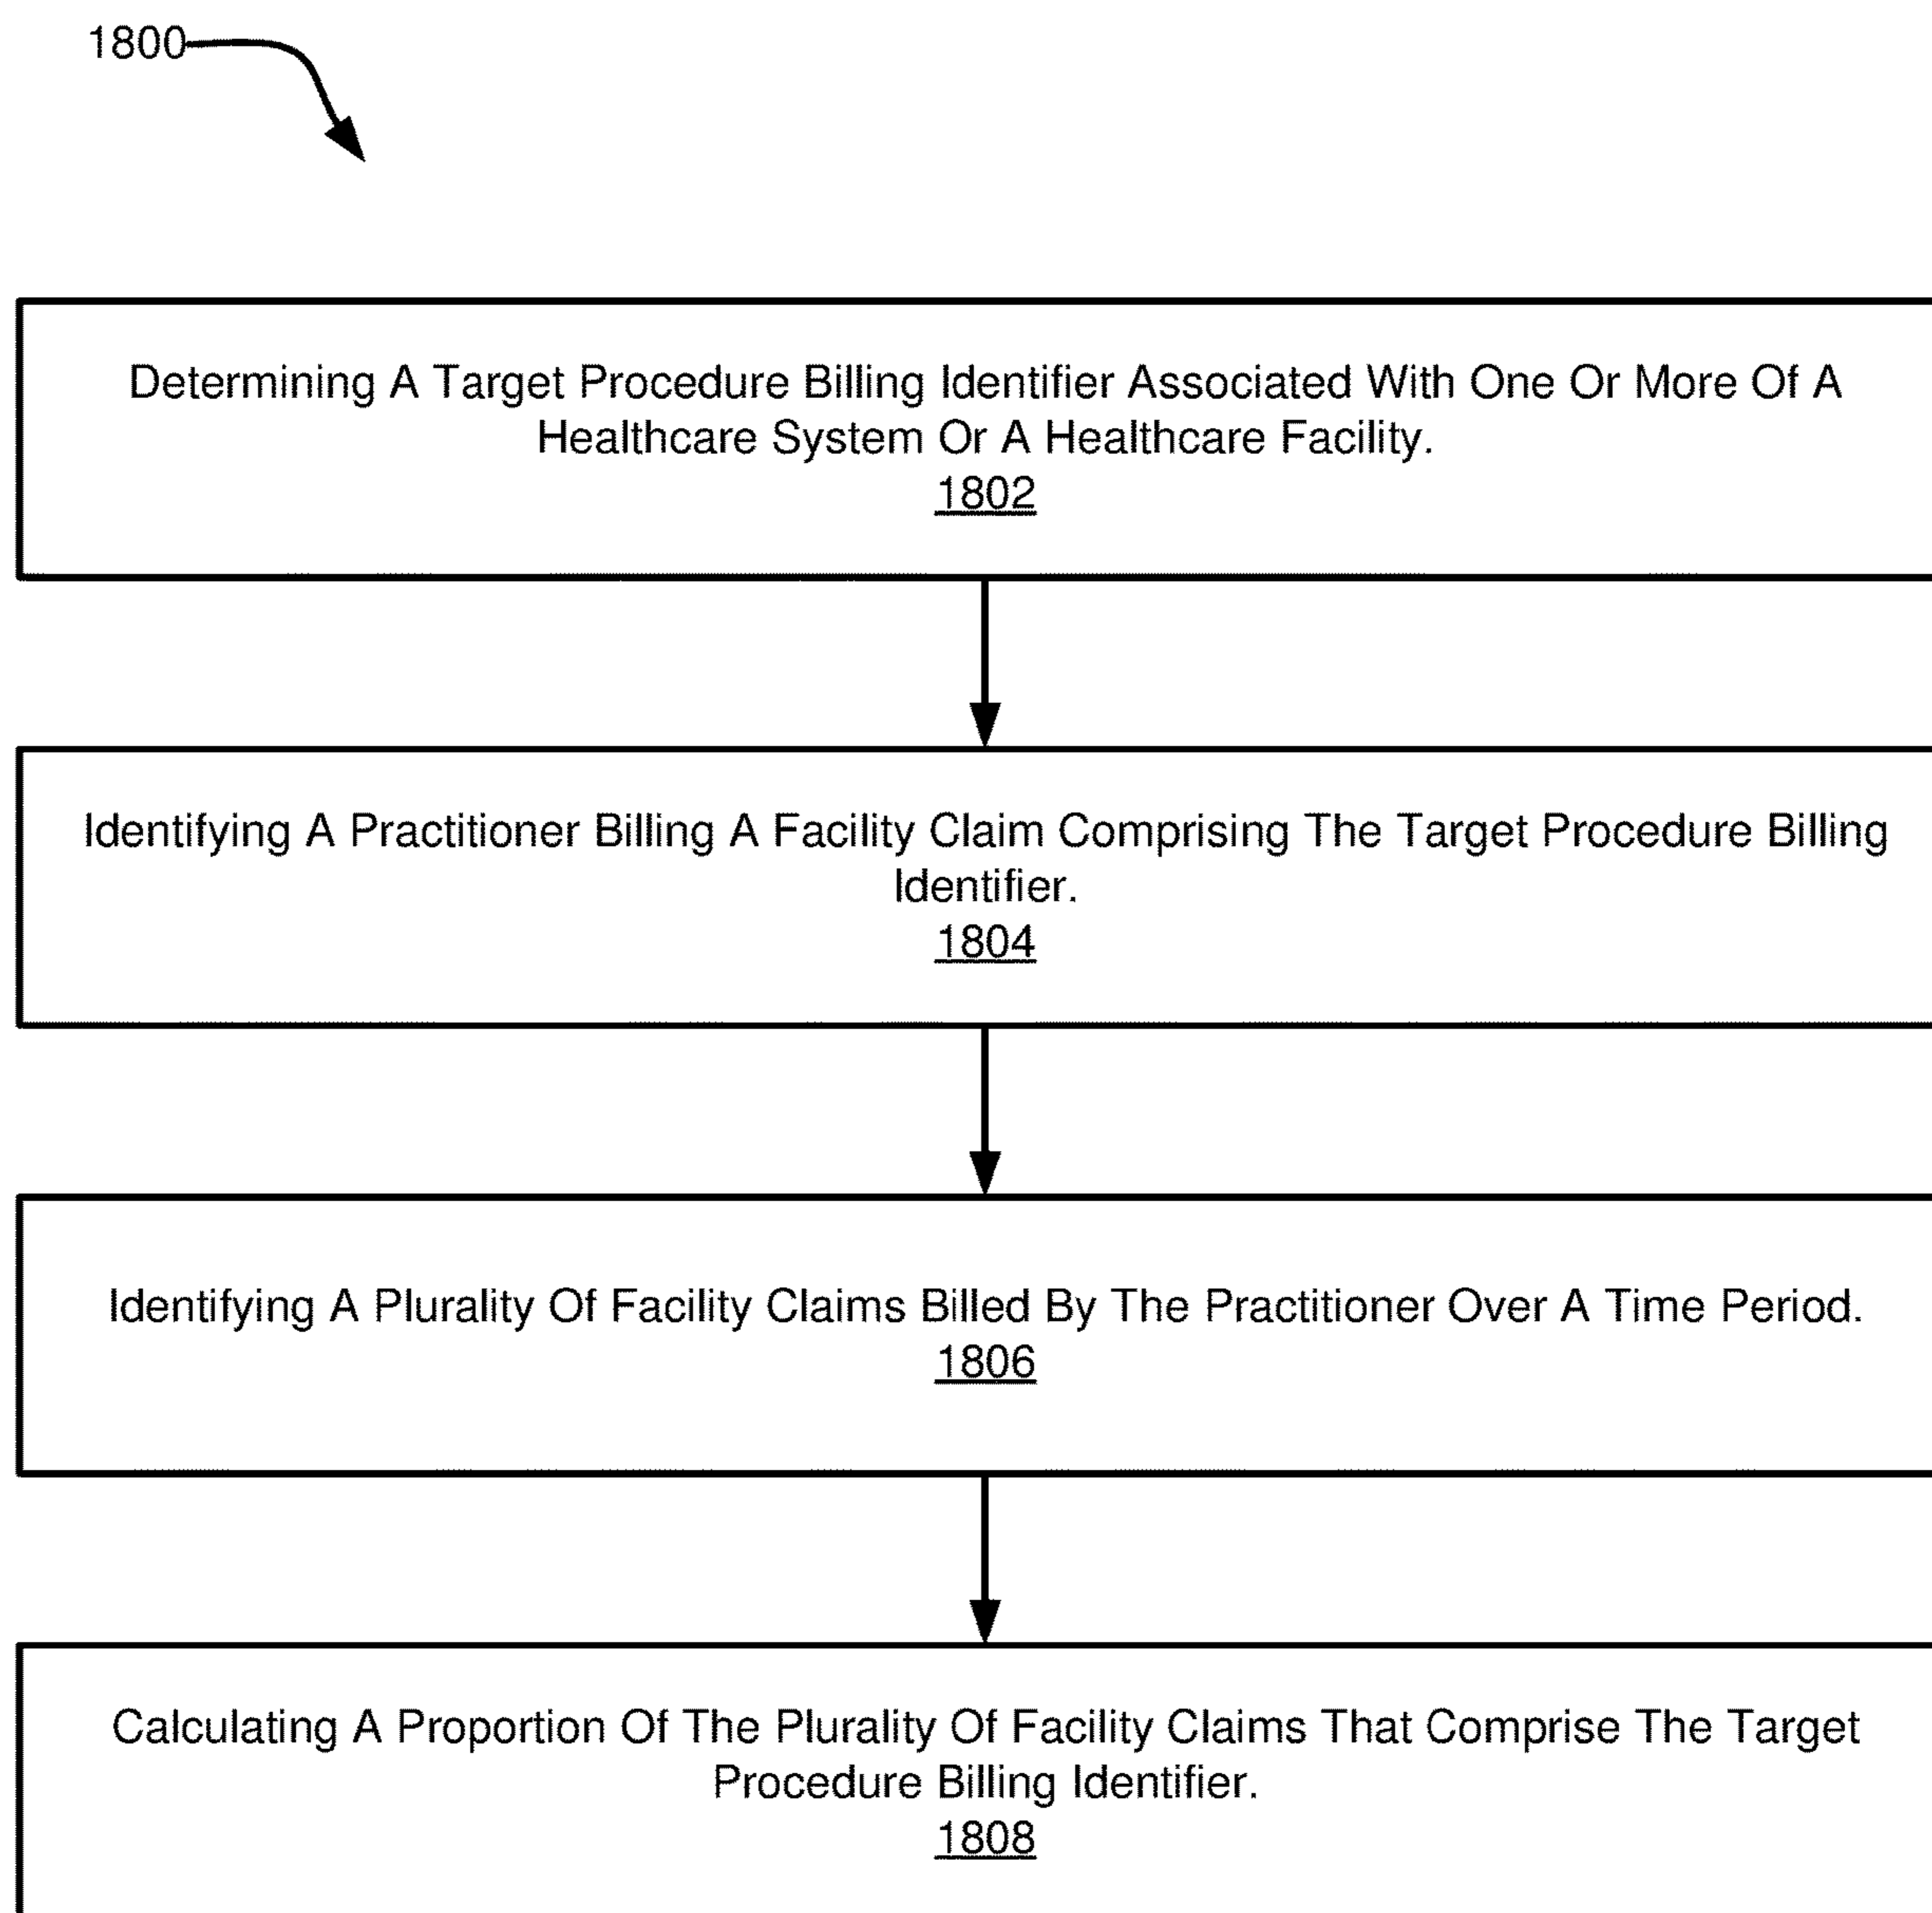 1800
Determining A Target Procedure Billing Identifier Associated With One Or More Of A
Healthcare System Or A Healthcare Facility.
1802
Identifying A Practitioner Billing A Facility Claim Comprising The Target Procedure Billing
Identifier.
1804
Identifying A Plurality Of Facility Claims Billed By The Practitioner Over A Time Period.
1806
Calculating A Proportion Of The Plurality Of Facility Claims That Comprise The Target
Procedure Billing Identifier.
1808